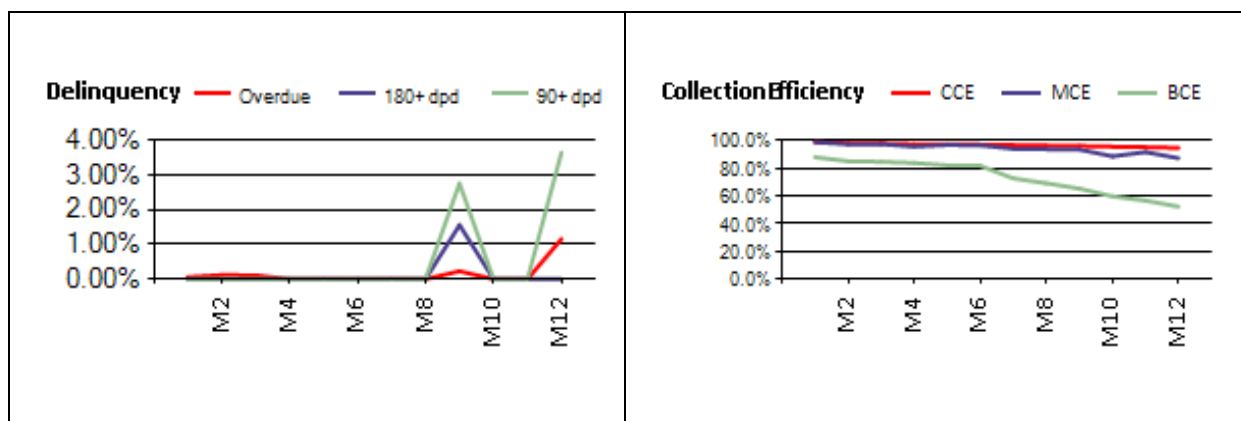 Delinquency Overdue 180+ dpd 90+ dpd
4.00%
3.00%
2.00%
1.00%
0.00%
M2 M4 M6 M8 M10 M12
Collection Efficiency CCE MCE BCE
100.0%
80.0%
60.0%
40.0%
20.0%
0.0%
M2 M4 M6 M8 M10 M12